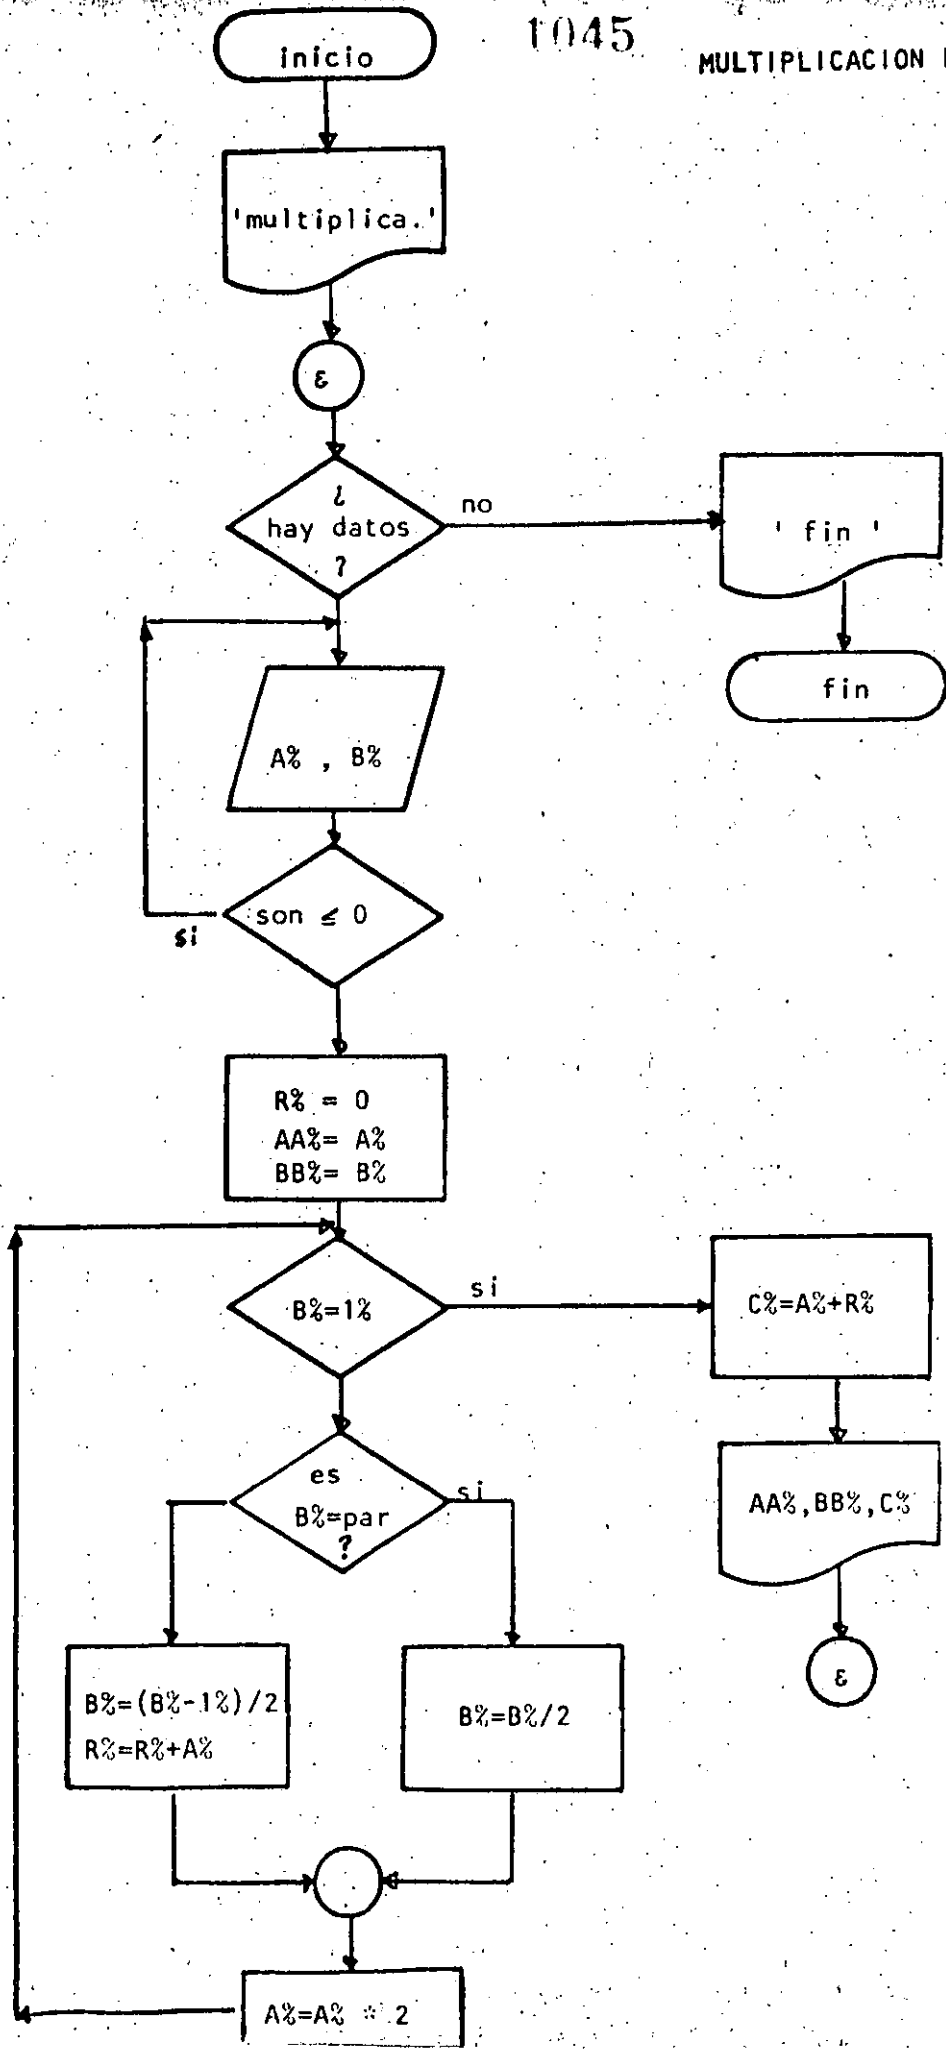 1045
MULTIPLICACION
inicio
'multiplica.'
ε
¿
hay datos
?
no
' fin '
fin
A% , B%
son ≤ 0
si
R% = 0
AA%= A%
BB%= B%
B%=1%
si
C%=A%+R%
es
B%=par
?
si
AA%,BB%,C%
ε
B%=(B%-1%)/2
R%=R%+A%
B%=B%/2
A%=A% * 2